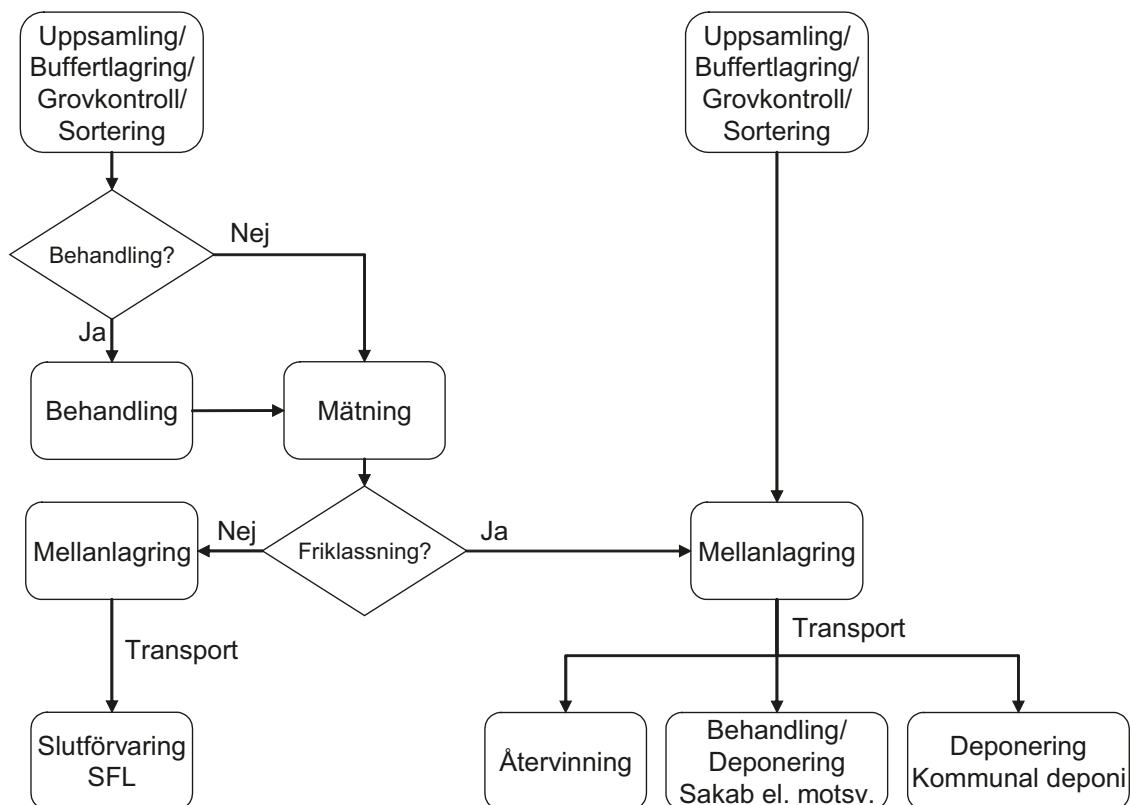 Uppsamling/
Buffertlagring/
Grovkontroll/
Sortering
Uppsamling/
Buffertlagring/
Grovkontroll/
Sortering
Behandling?
Nej
Ja
Behandling
Mätning
Mellanlagring
Nej
Friklassning?
Ja
Mellanlagring
Transport
Transport
Slutförvaring
SFL
Återvinning
Behandling/
Deponering
Sakab el. motsv.
Deponering
Kommunal deponi